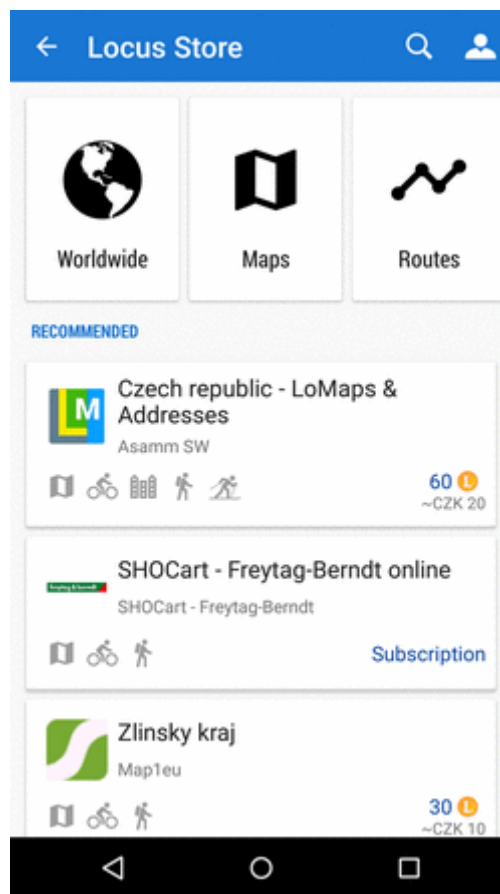 Locus Store
Worldwide
Maps
Routes
RECOMMENDED
Czech republic - LoMaps &
Addresses
Asamm SW
60 L
~CZK 20
SHOCart - Freytag-Berndt online
SHOCart - Freytag-Berndt
Subscription
Zlinsky kraj
Map1eu
30 L
~CZK 10
LM